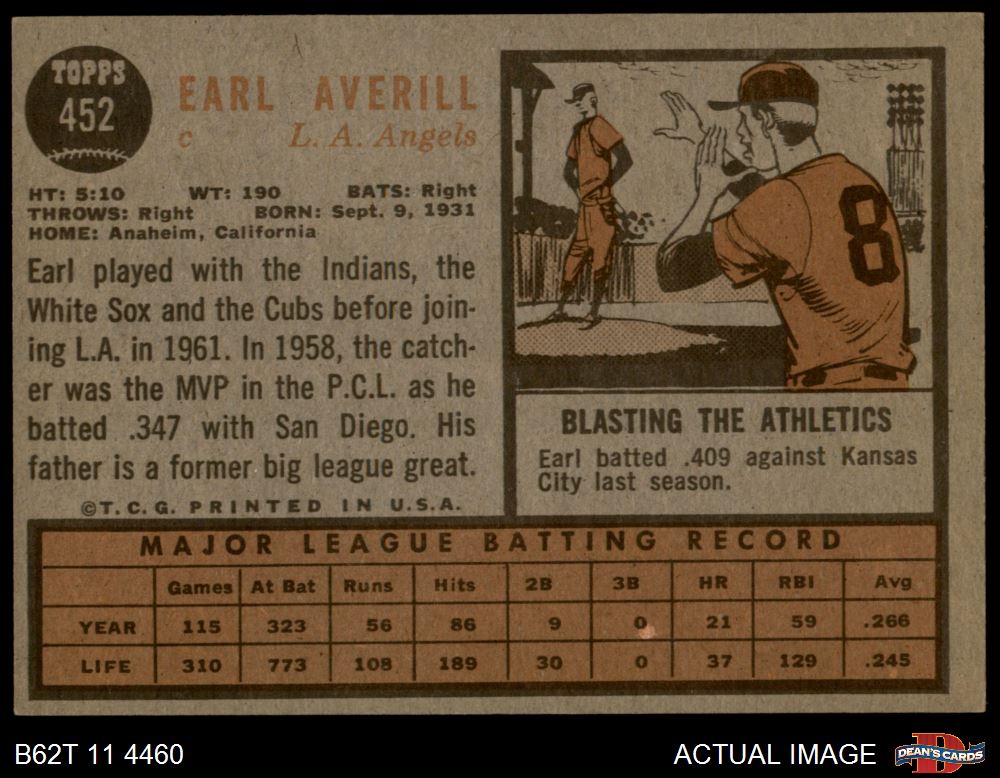 TOPPS
452
EARL AVERILL
c L. A. Angels
HT: 5:10 WT: 190 BATS: Right
THROWS: Right BORN: Sept. 9, 1931
HOME: Anaheim, California
Earl played with the Indians, the
White Sox and the Cubs before join-
ing L.A. in 1961. In 1958, the catch-
er was the MVP in the P.C.L. as he
batted .347 with San Diego. His
father is a former big league great.
©T.C.G. PRINTED IN U.S.A.
8
BLASTING THE ATHLETICS
Earl batted .409 against Kansas
City last season.
MAJOR LEAGUE BATTING RECORD
Games At Bat Runs Hits 2B 3B HR RBI Avg
YEAR 115 323 56 86 9 0 21 59 .266
LIFE 310 773 108 189 30 0 37 129 .245
B62T 11 4460
ACTUAL IMAGE
D
DEAN'S CARDS